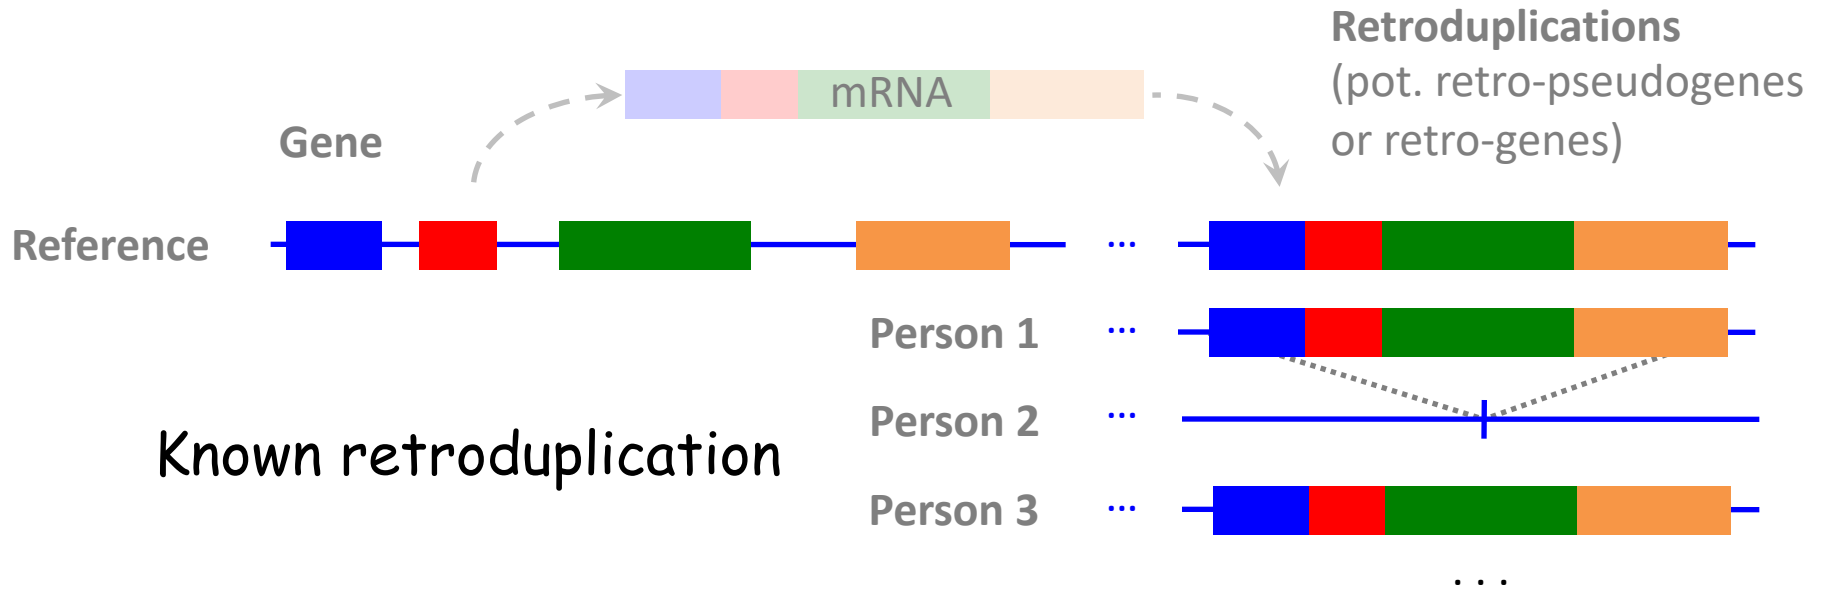 Retroduplications
(pot. retro-pseudogenes
or retro-genes)
mRNA
Gene
Reference ...
Person 1 ...
Person 2 ...
Known retroduplication
Person 3 ...
. . .